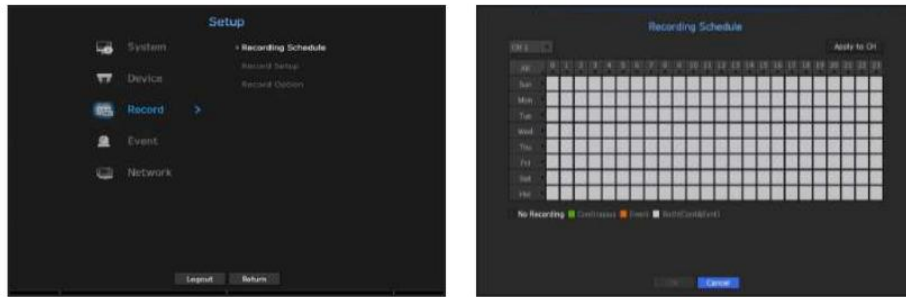 Setup
System
Device
Record >
Event
Network
Recording Schedule
Record Setup
Record Option
Logout Return
Recording Schedule
CH 1 Apply to CH
All 0 1 2 3 4 5 6 7 8 9 10 11 12 13 14 15 16 17 18 19 20 21 22 23
Sun
Mon
Tue
Wed
Thu
Fri
Sat
Hol
No Recording Continuous Event Both(Cont&Evnt)
OK Cancel